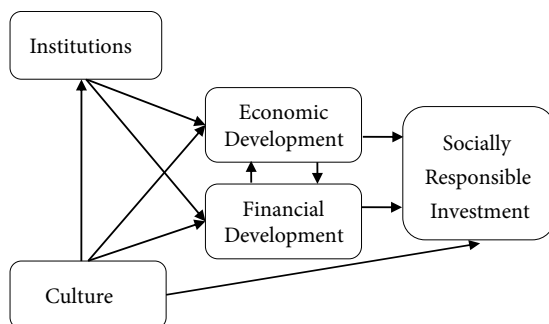 Institutions
Economic
Development
Socially
Responsible
Investment
Financial
Development
Culture